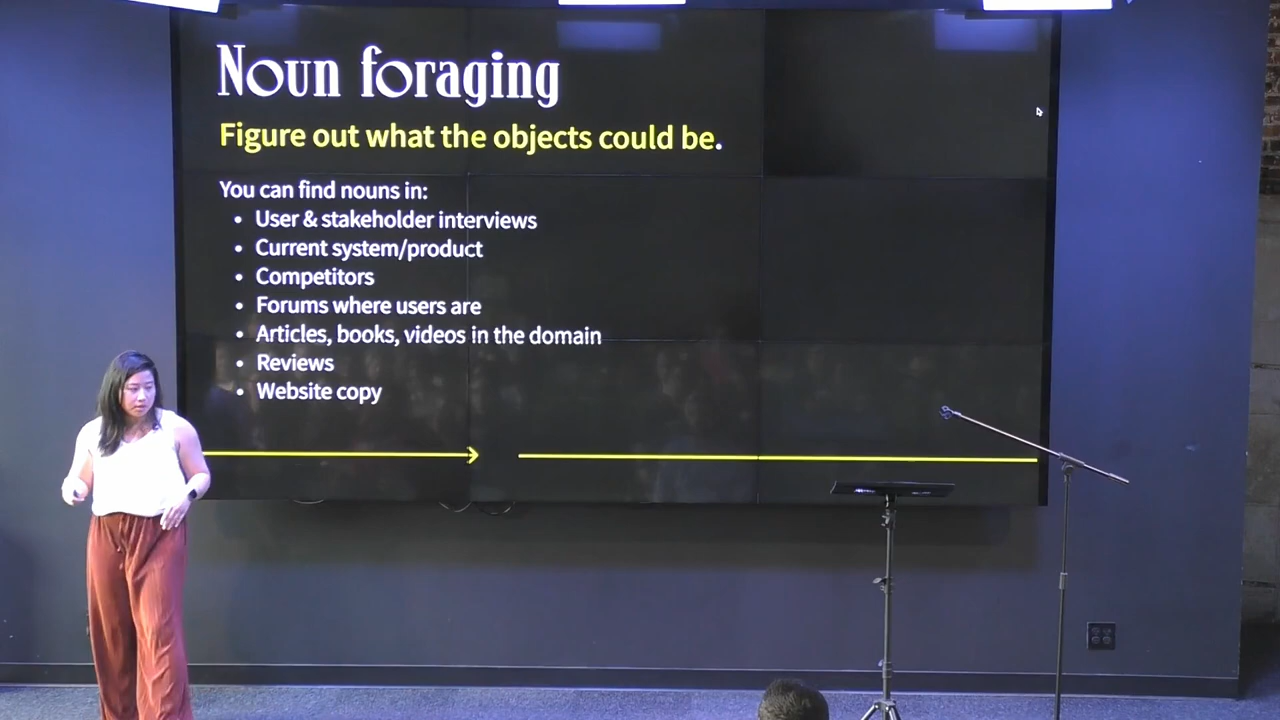 Noun foraging
Figure out what the objects could be.
You can find nouns in:
• User & stakeholder interviews
• Current system/product
• Competitors
• Forums where users are
• Articles, books, videos in the domain
• Reviews
• Website copy